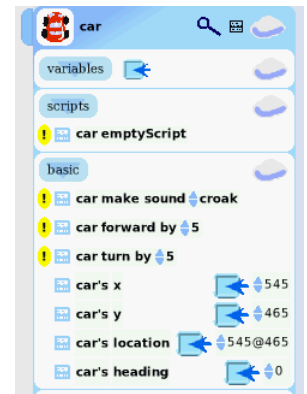 car
variables
scripts
! car emptyScript
basic
! car make sound croak
! car forward by 5
! car turn by 5
car's x 545
car's y 465
car's location 545@465
car's heading 0